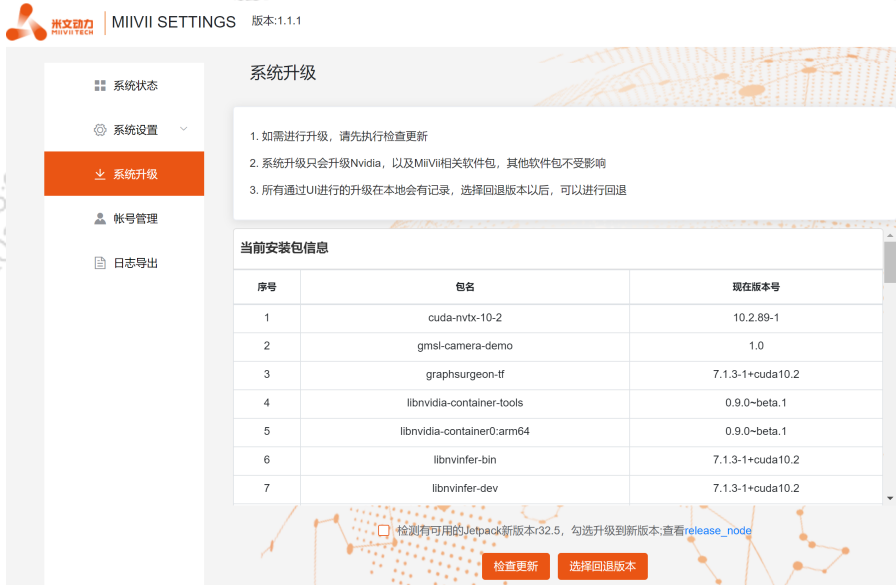 米文动力
MIIVII TECH
MIIVII SETTINGS 版本:1.1.1
系统状态
系统设置
系统升级
帐号管理
日志导出
系统升级
1. 如需进行升级，请先执行检查更新
2. 系统升级只会升级Nvidia，以及MiiVii相关软件包，其他软件包不受影响
3. 所有通过UI进行的升级在本地会有记录，选择回退版本以后，可以进行回退
当前安装包信息
序号 包名 现在版本号
1 cuda-nvtx-10-2 10.2.89-1
2 gmsl-camera-demo 1.0
3 graphsurgeon-tf 7.1.3-1+cuda10.2
4 libnvidia-container-tools 0.9.0~beta.1
5 libnvidia-container0:arm64 0.9.0~beta.1
6 libnvinfer-bin 7.1.3-1+cuda10.2
7 libnvinfer-dev 7.1.3-1+cuda10.2
检测有可用的Jetpack新版本r32.5，勾选升级到新版本;查看release_node
检查更新 选择回退版本